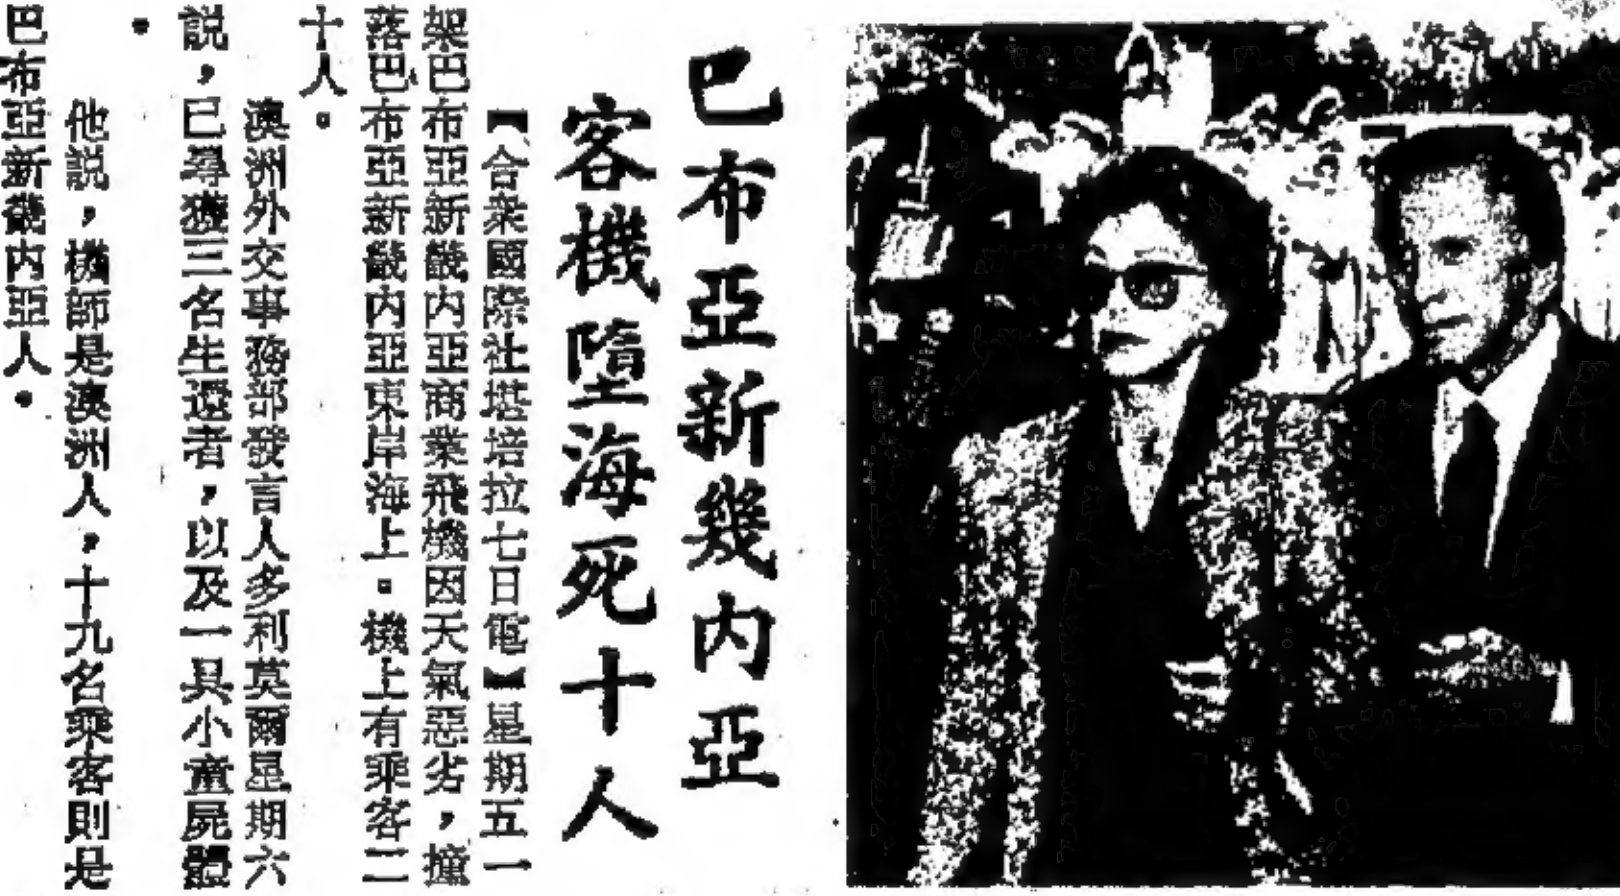 巴布亞新幾內亞
客機墮海死十人
【合衆國際社堪培拉七日電】星期五一
架巴布亞新畿內亞商業飛機因天氣惡劣，撞
落巴布亞新畿內亞東岸海上。機上有乘客二
十人。
澳洲外交事務部發言人多利莫爾星期六
説，已尋獲三名生還者，以及一具小童屍體
。
他説，機師是澳洲人，十九名乘客則是
巴布亞新畿內亞人。